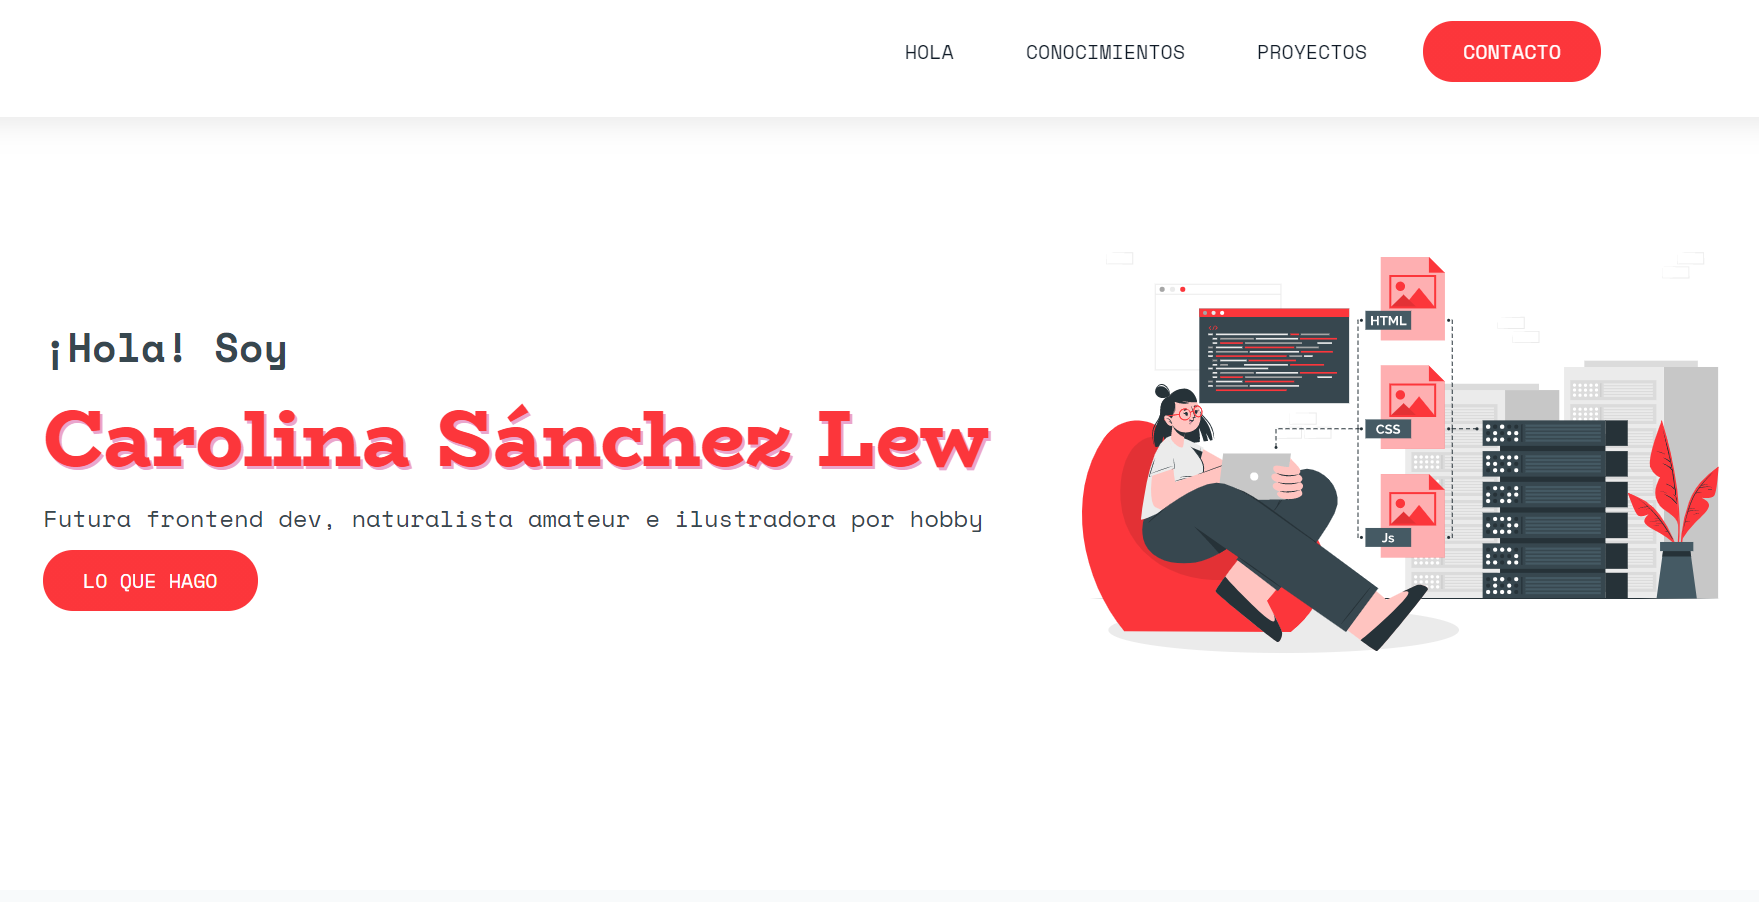 HOLA CONOCIMIENTOS PROYECTOS CONTACTO
¡Hola! Soy
Carolina Sánchez Lew
Futura frontend dev, naturalista amateur e ilustradora por hobby
LO QUE HAGO
</>
HTML
CSS
Js